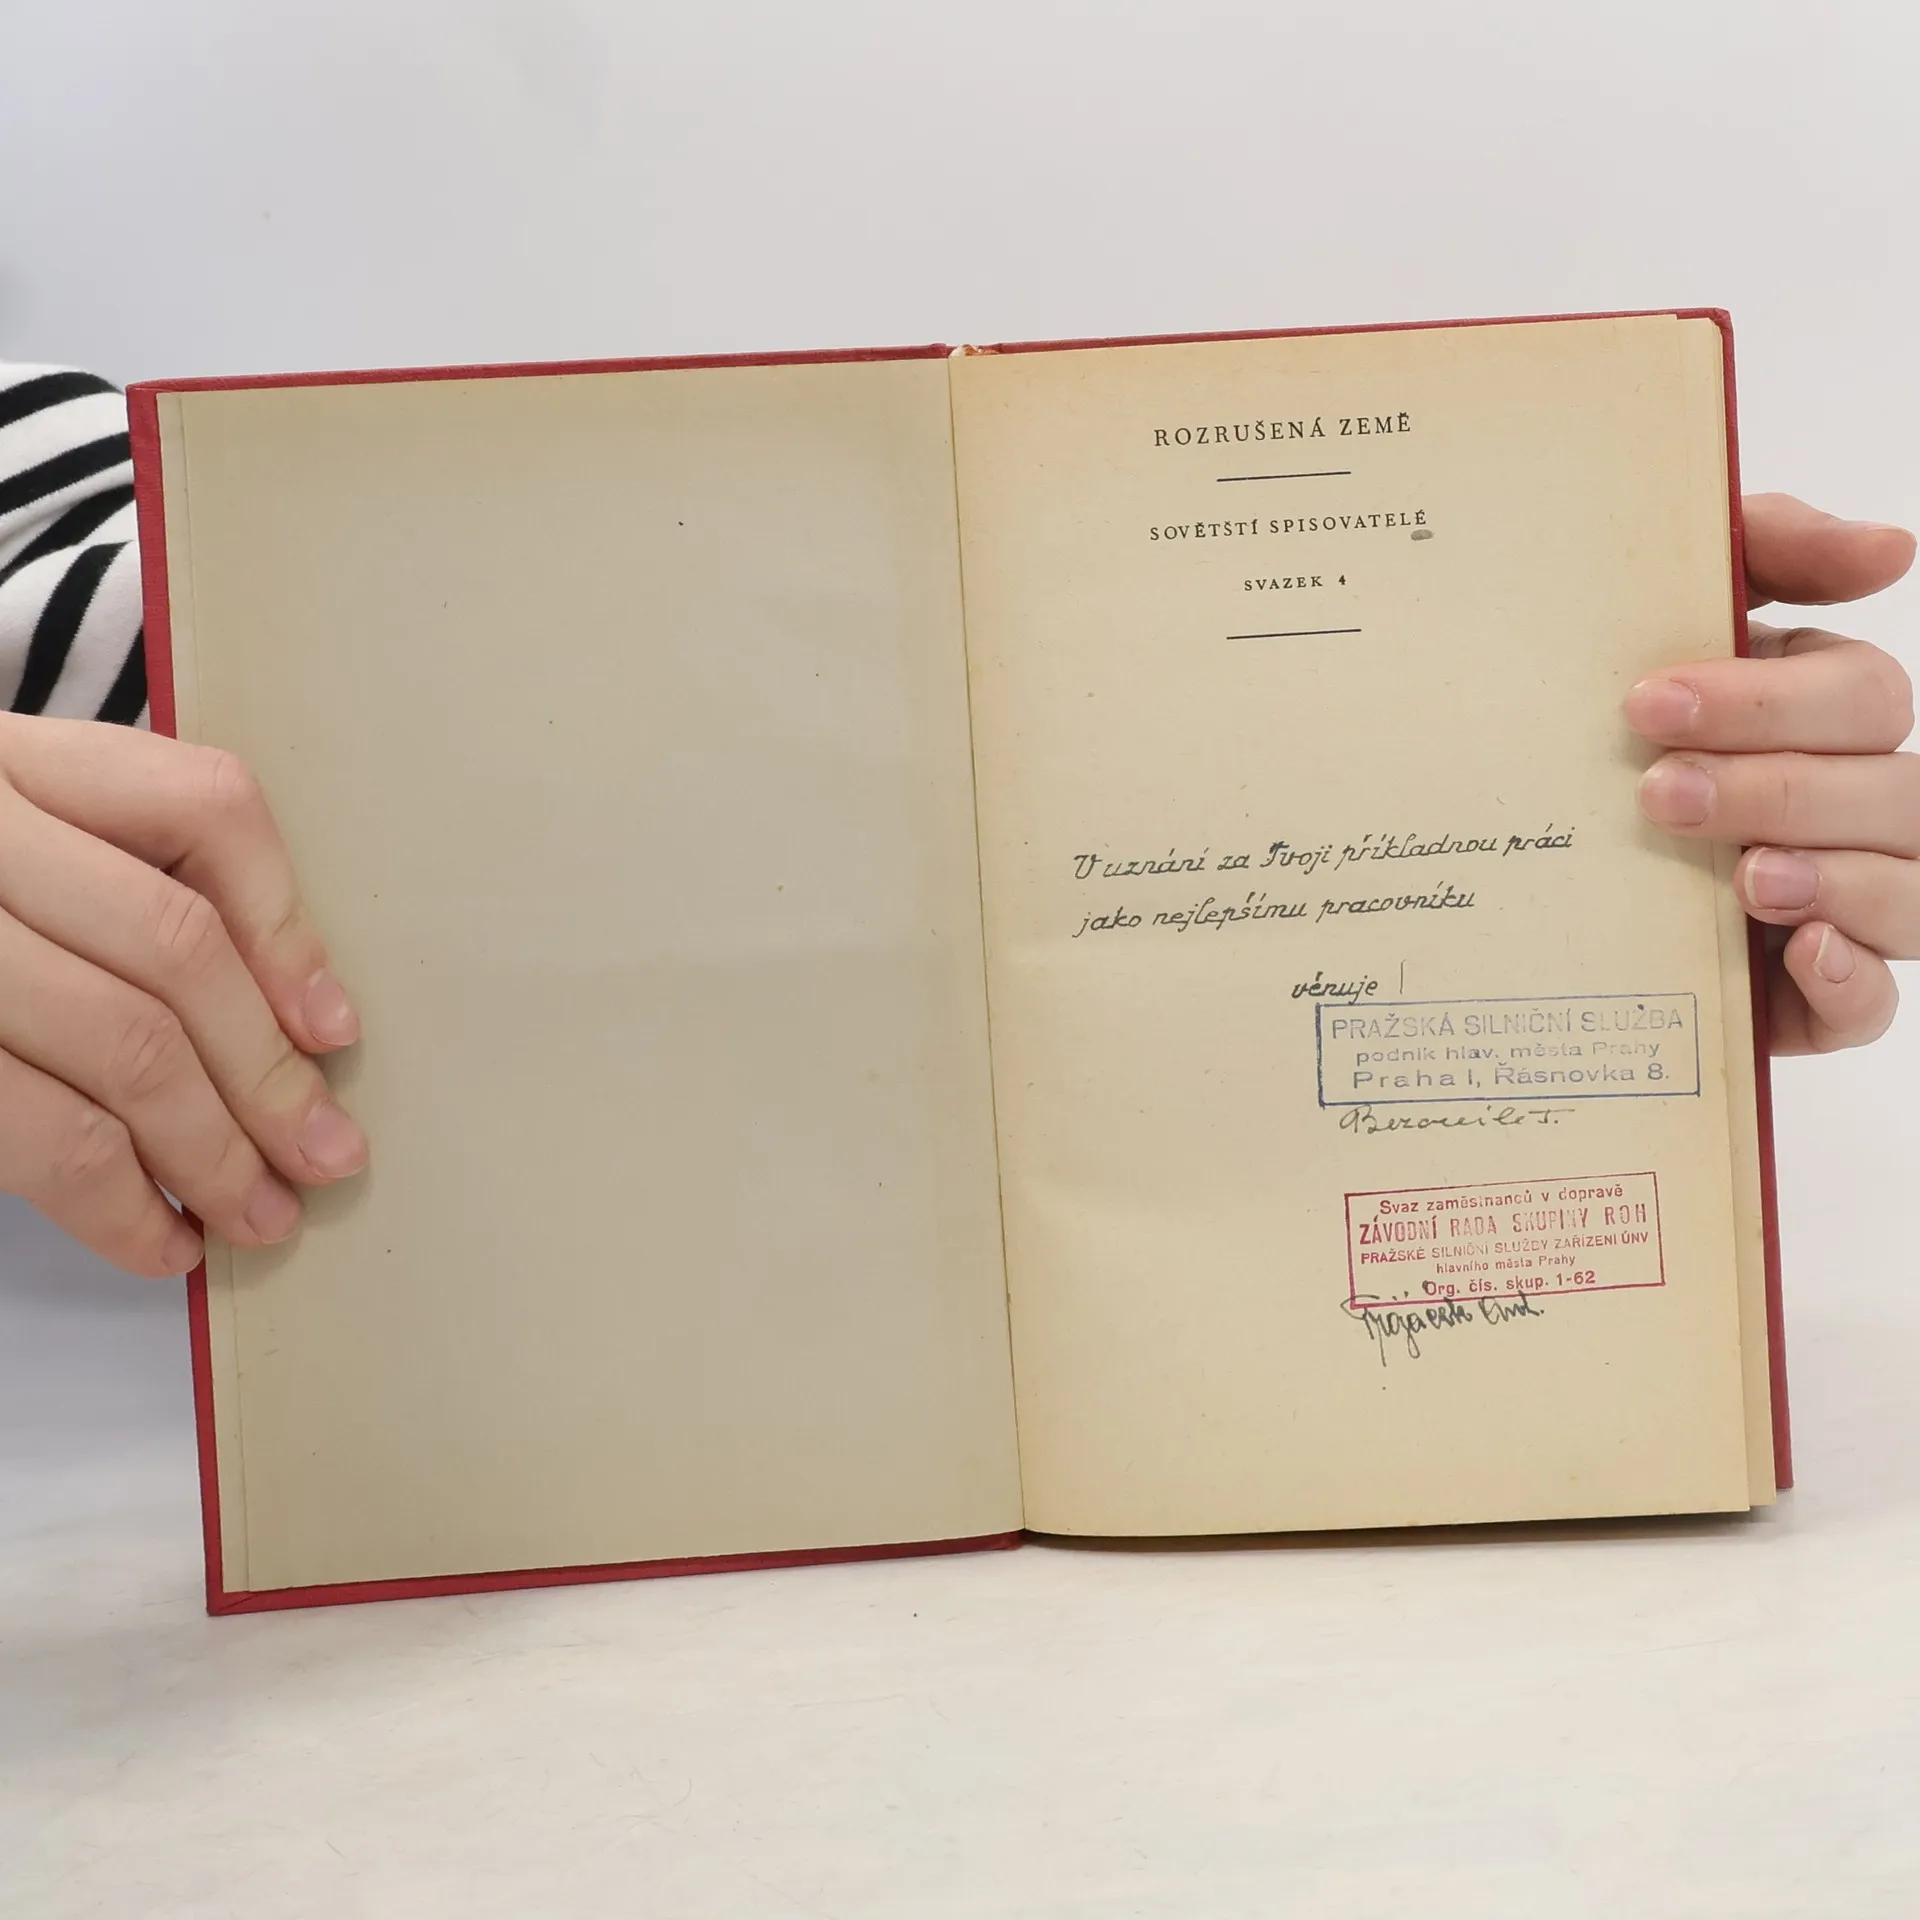 ROZRUŠENÁ ZEMĚ
SOVĚTŠTÍ SPISOVATELÉ
SVAZEK 4
V uznání za Tvoji příkladnou práci
jako nejlepšímu pracovníku
věnuje
PRAŽSKÁ SILNIČNÍ SLUŽBA
podnik hlav. města Prahy
Praha I, Řásnovka 8.
Svaz zaměstnanců v dopravě
ZÁVODNÍ RADA SKUPINY ROH
PRAŽSKÉ SILNIČNÍ SLUŽBY ZAŘÍZENÍ ÚNV
hlavního města Prahy
Org. čís. skup. 1-62